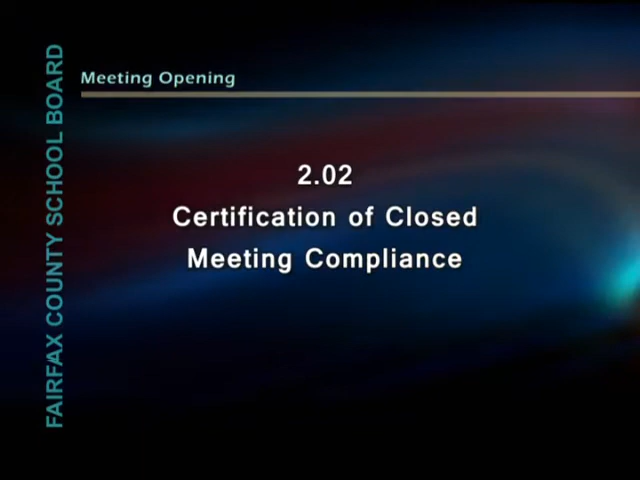 Meeting Opening
FAIRFAX COUNTY SCHOOL BOARD
2.02
Certification of Closed
Meeting Compliance